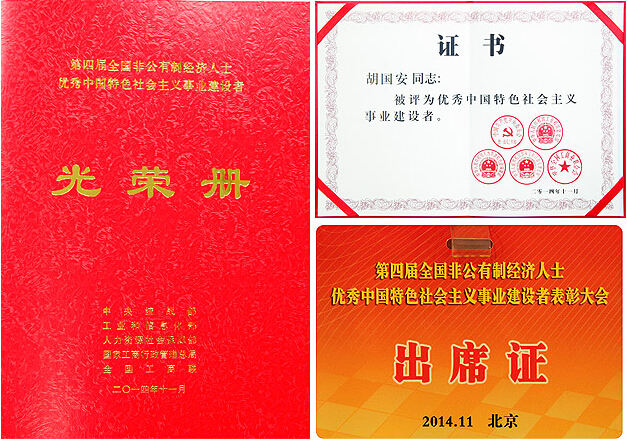 第四届全国非公有制经济人士
优秀中国特色社会主义事业建设者
光荣册
中央统战部
工业和信息化部
人力资源社会保障部
国家工商行政管理总局
全国工商联
二〇一四年十一月
证书
胡国安同志：
被评为优秀中国特色社会主义
事业建设者。
二零一四年十一月
第四届全国非公有制经济人士
优秀中国特色社会主义事业建设者表彰大会
出席证
2014.11 北京